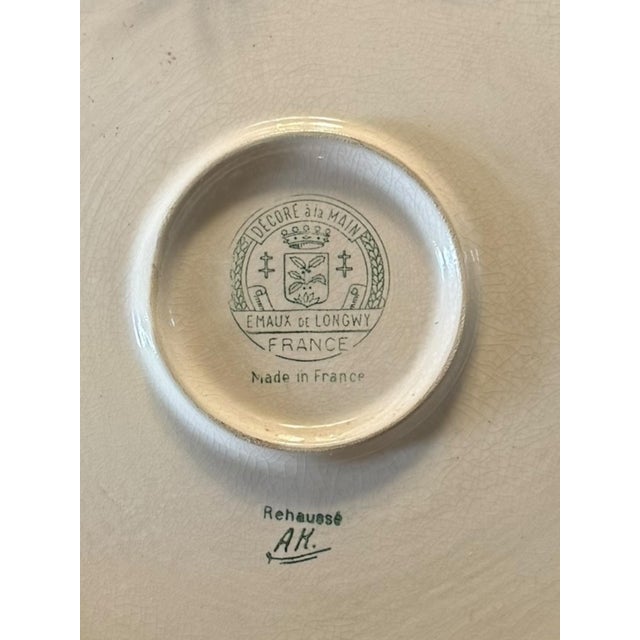 DÉCORÉ à la MAIN
EMAUX DE LONGWY
FRANCE
Made in France
Rehaussé
AK.